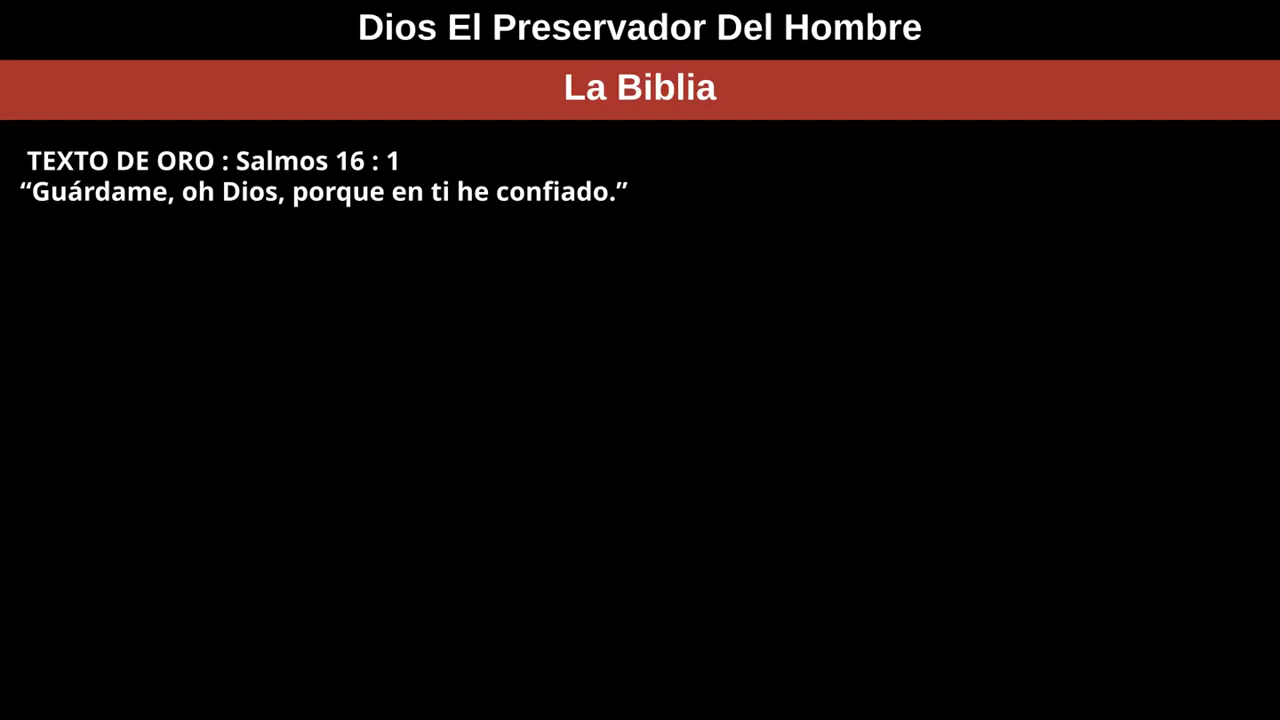 Dios El Preservador Del Hombre
La Biblia
TEXTO DE ORO : Salmos 16 : 1
“Guárdame, oh Dios, porque en ti he confiado.”